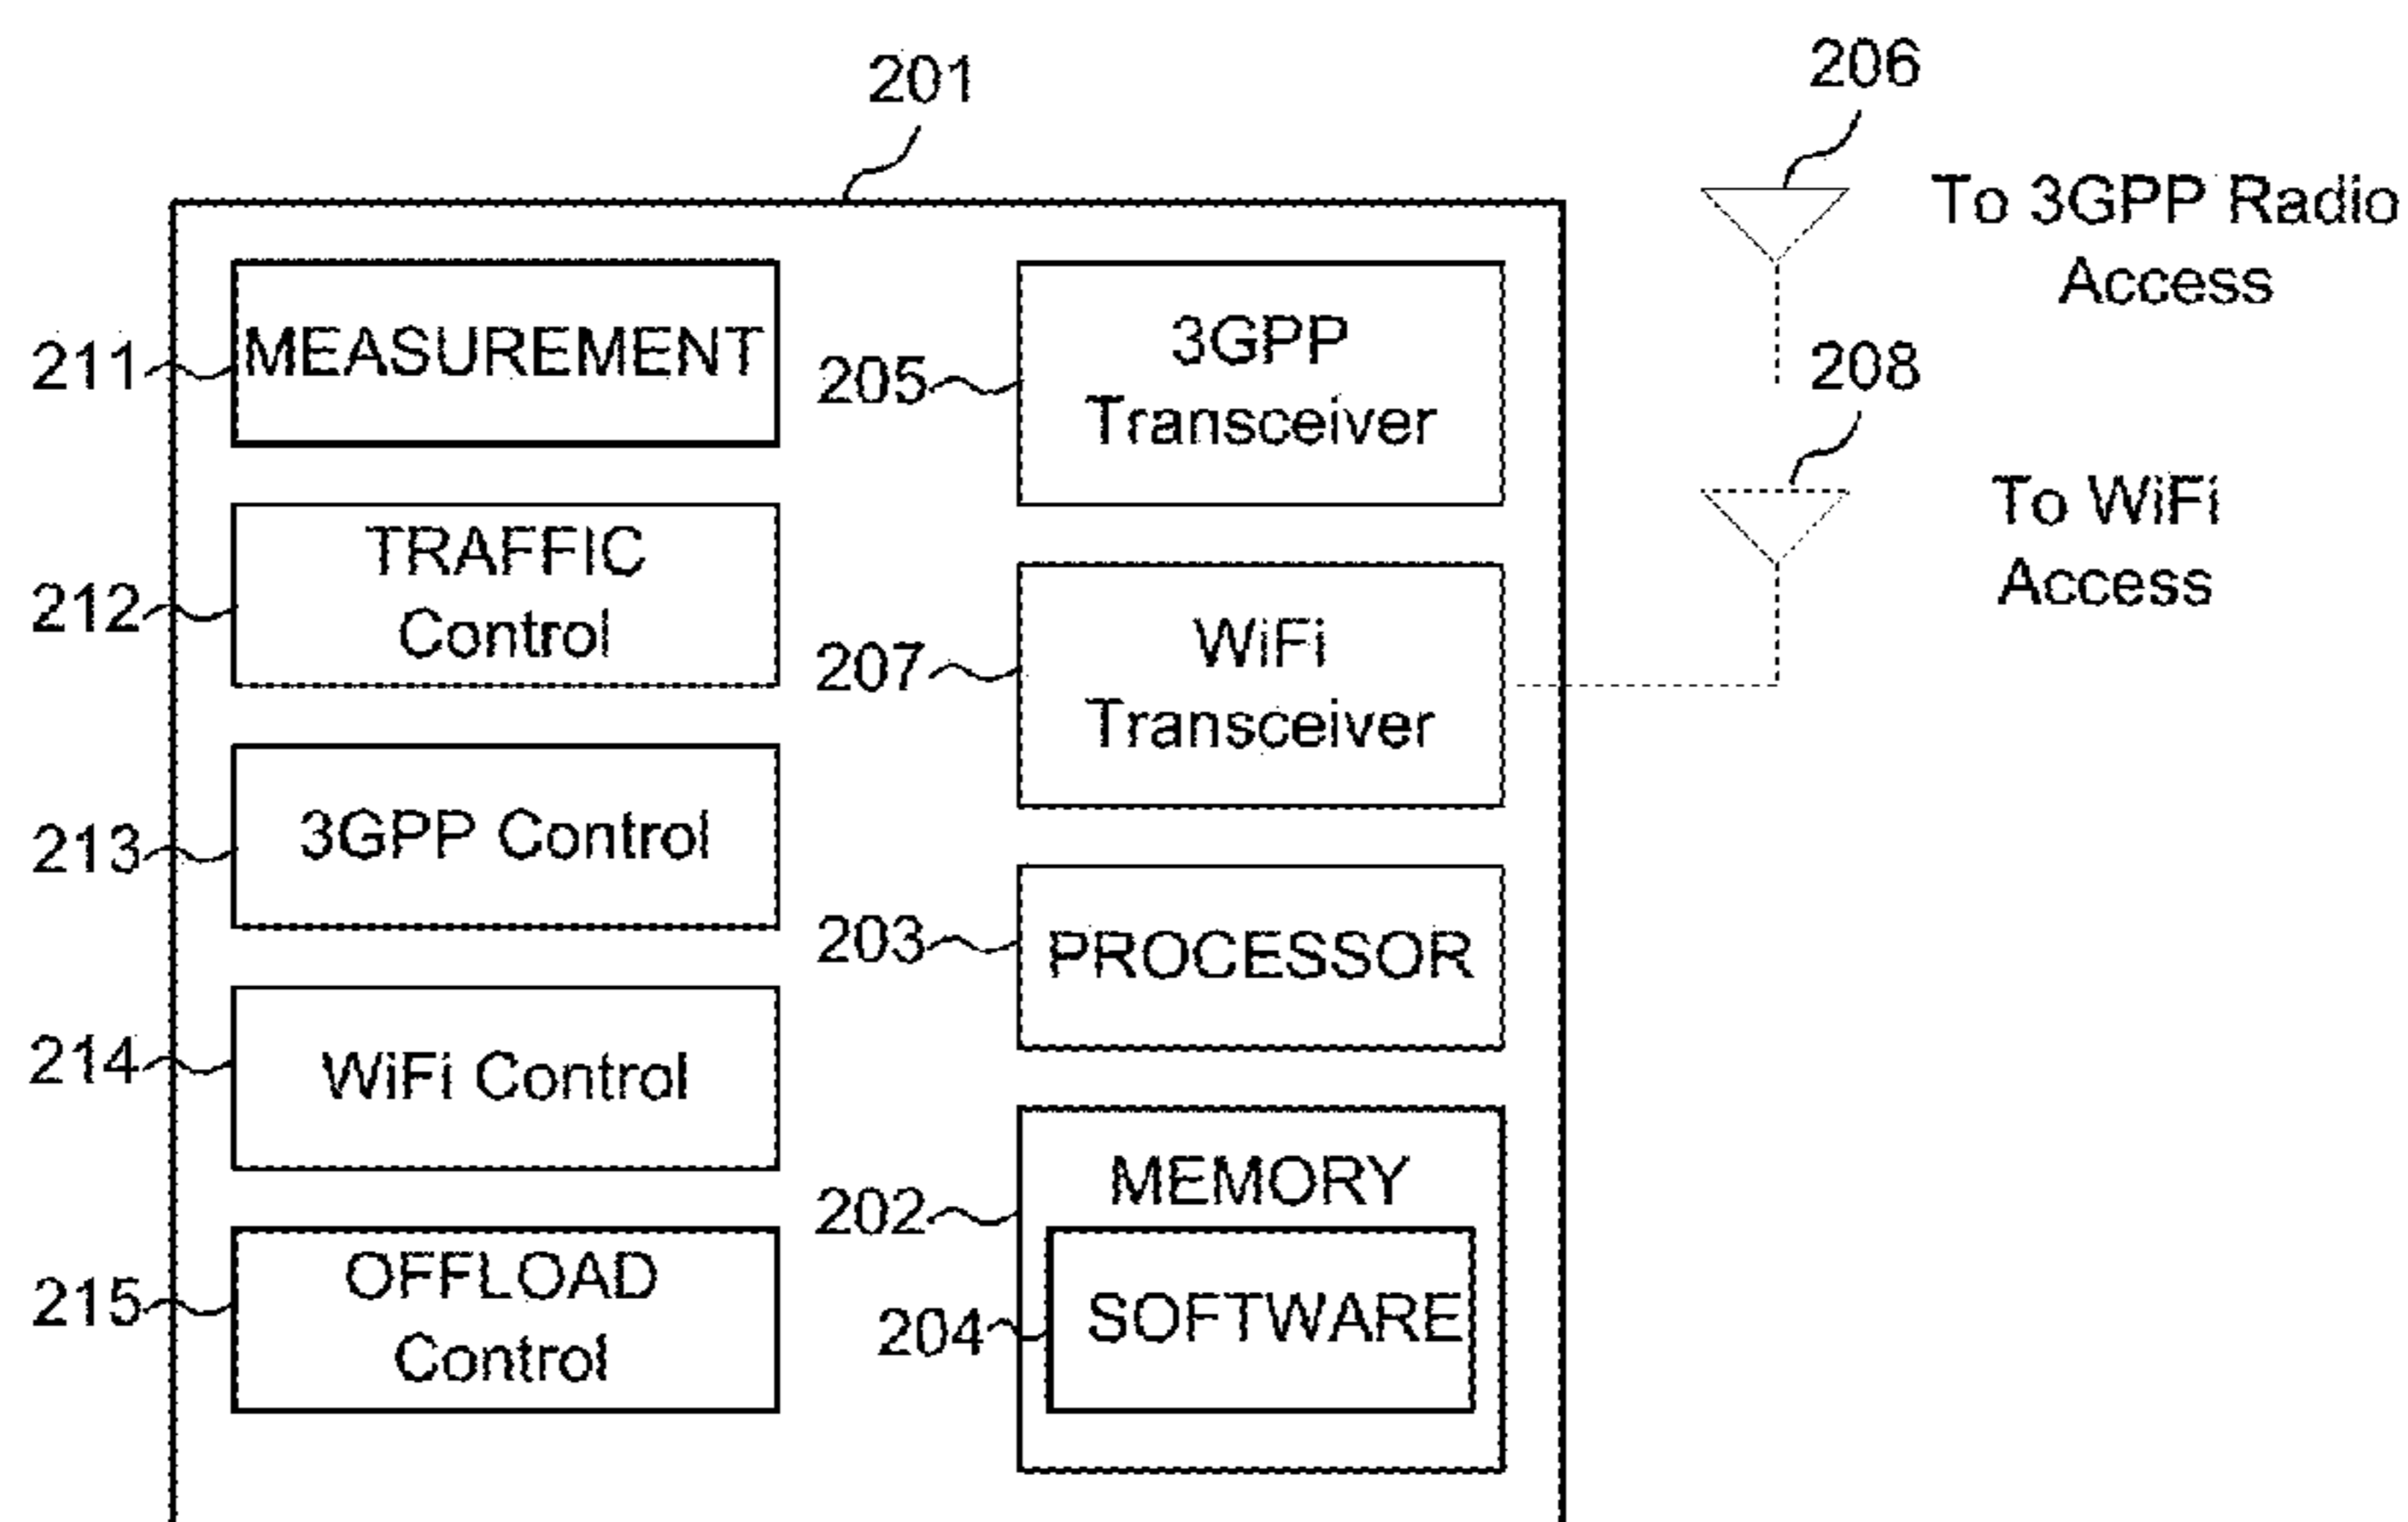 201
206
To 3GPP Radio
Access
211
MEASUREMENT
205
3GPP
Transceiver
208
To WiFi
Access
212
TRAFFIC
Control
207
WiFi
Transceiver
213
3GPP Control
203
PROCESSOR
214
WiFi Control
202
MEMORY
215
OFFLOAD
Control
204
SOFTWARE